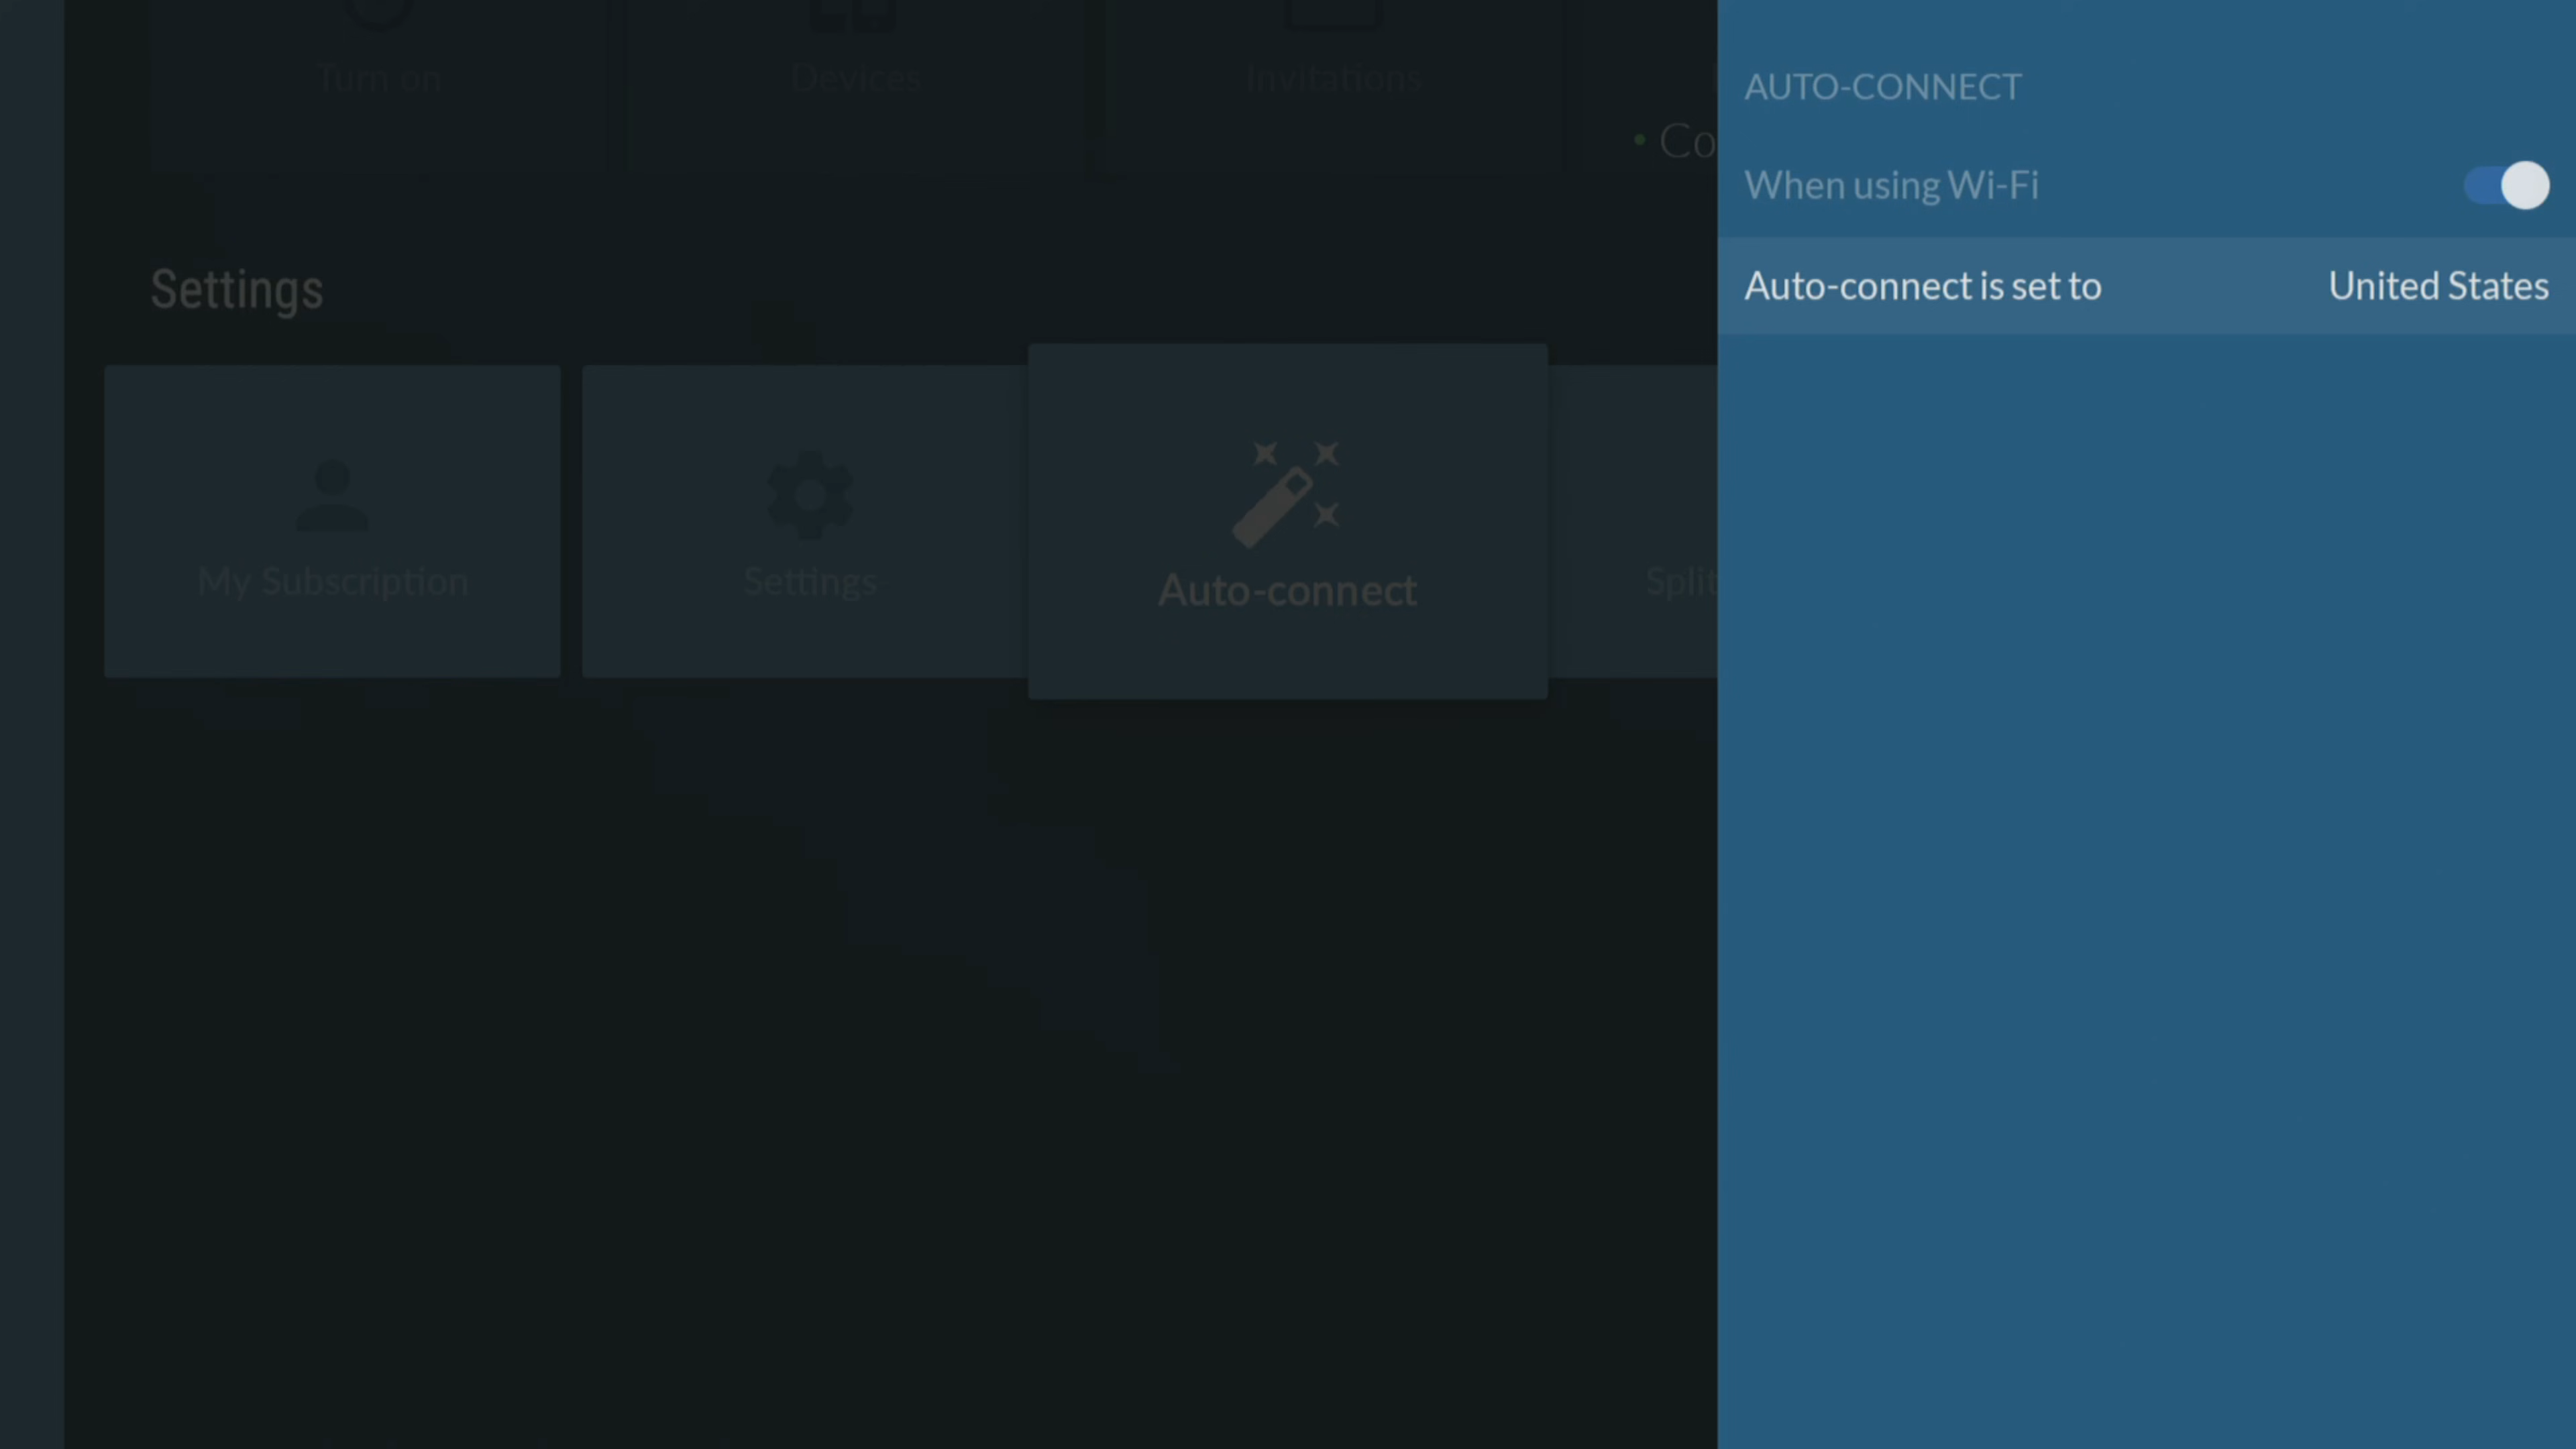 Turn on
Devices
Invitations
Settings
My Subscription
Settings
Auto-connect
AUTO-CONNECT
When using Wi-Fi
Auto-connect is set to United States